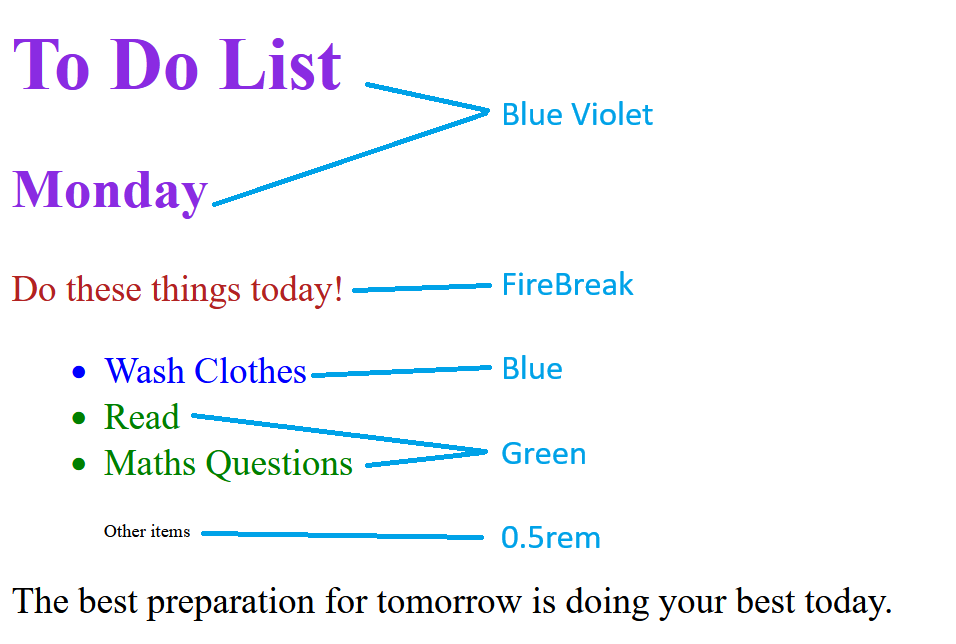 To Do List
Blue Violet
Monday
Do these things today!
FireBreak
Wash Clothes
Blue
Read
Green
Maths Questions
Other items
0.5rem
The best preparation for tomorrow is doing your best today.